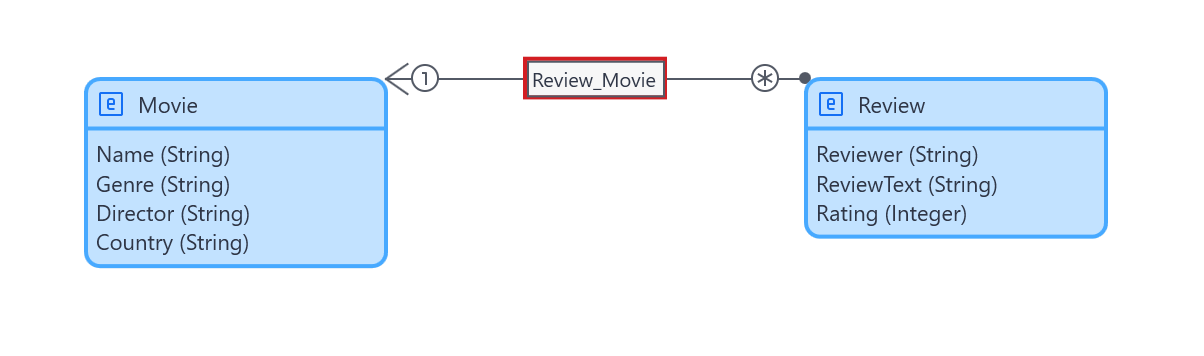 1
Review_Movie
*
e Movie
Name (String)
Genre (String)
Director (String)
Country (String)
e Review
Reviewer (String)
ReviewText (String)
Rating (Integer)